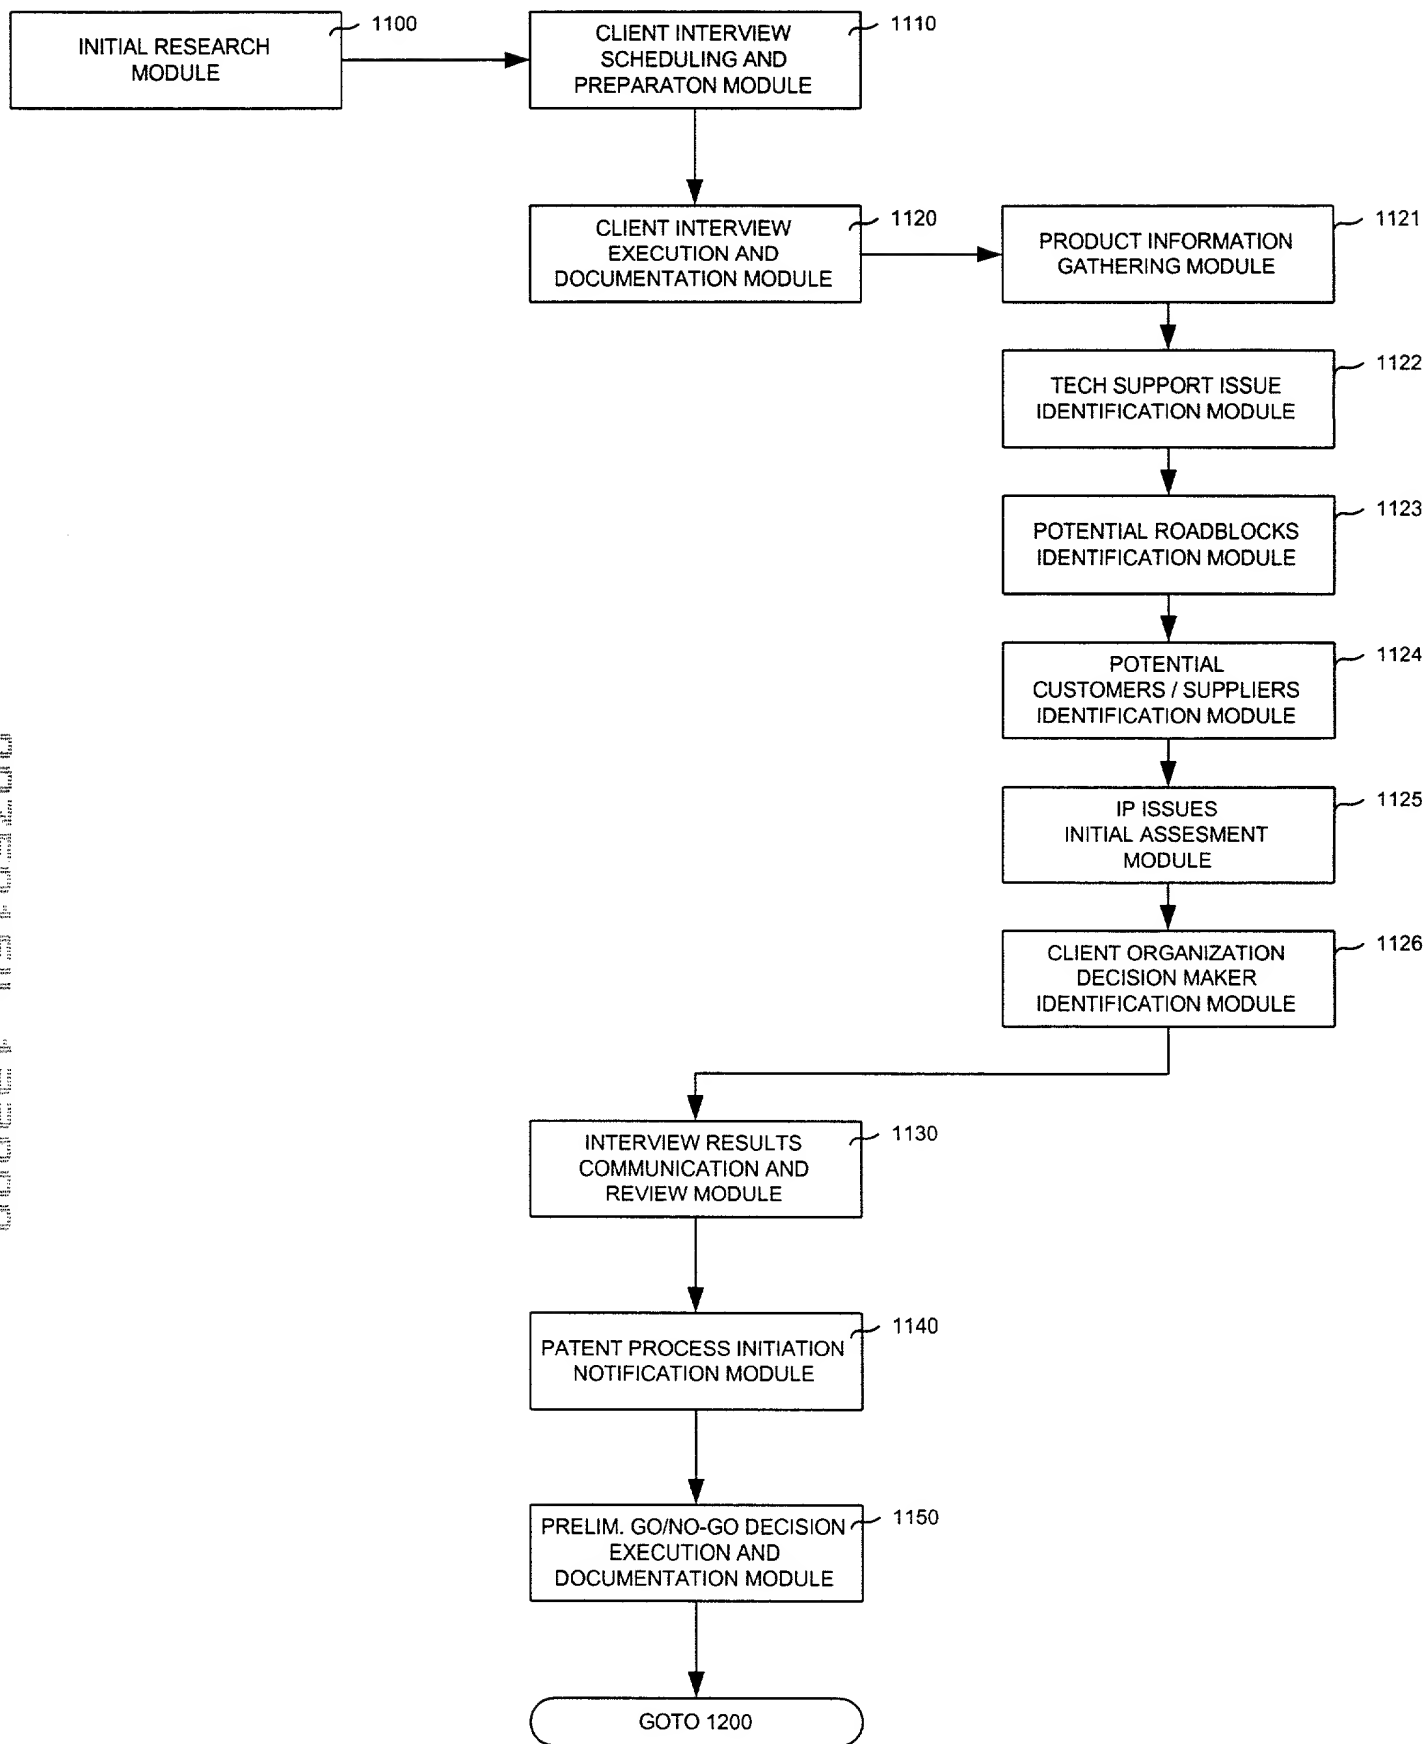 INITIAL RESEARCH
MODULE
1100
CLIENT INTERVIEW
SCHEDULING AND
PREPARATON MODULE
1110
CLIENT INTERVIEW
EXECUTION AND
DOCUMENTATION MODULE
1120
PRODUCT INFORMATION
GATHERING MODULE
1121
TECH SUPPORT ISSUE
IDENTIFICATION MODULE
1122
POTENTIAL ROADBLOCKS
IDENTIFICATION MODULE
1123
POTENTIAL
CUSTOMERS / SUPPLIERS
IDENTIFICATION MODULE
1124
IP ISSUES
INITIAL ASSESMENT
MODULE
1125
CLIENT ORGANIZATION
DECISION MAKER
IDENTIFICATION MODULE
1126
INTERVIEW RESULTS
COMMUNICATION AND
REVIEW MODULE
1130
PATENT PROCESS INITIATION
NOTIFICATION MODULE
1140
PRELIM. GO/NO-GO DECISION
EXECUTION AND
DOCUMENTATION MODULE
1150
GOTO 1200